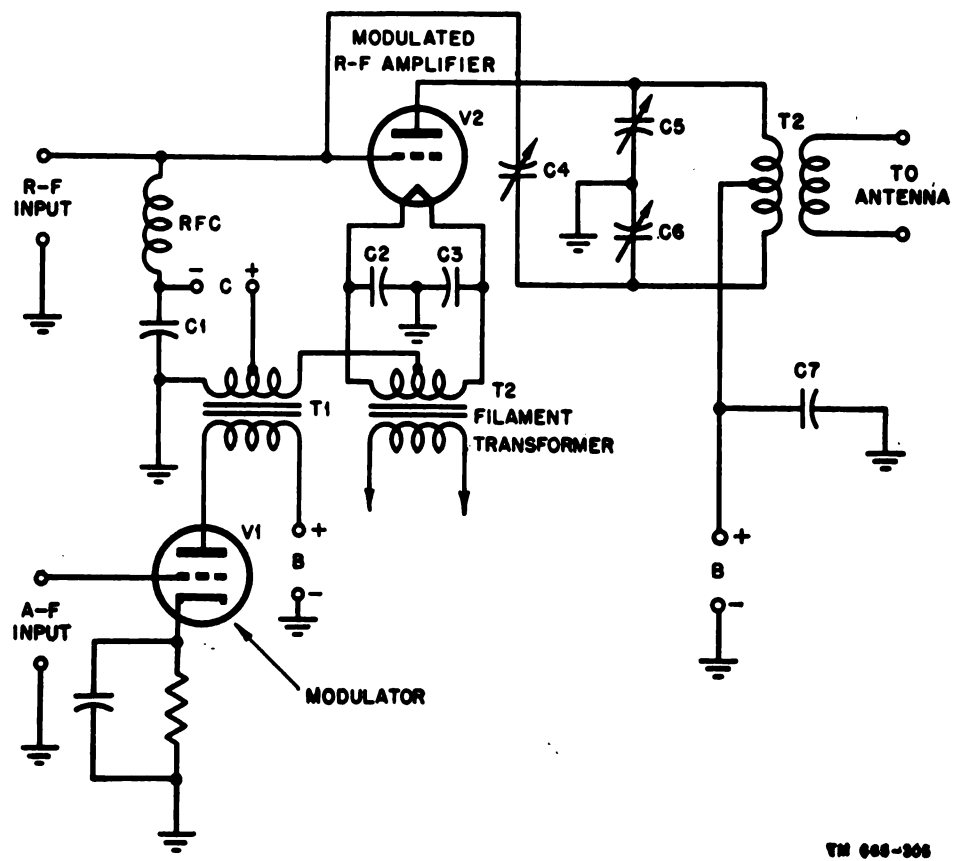 MODULATED
R-F AMPLIFIER
V2
C5
T2
C4
R-F
INPUT
RFC
TO
ANTENNA
C6
C2
C3
- C +
C1
C7
T1
T2
FILAMENT
TRANSFORMER
V1
+
B
-
+
B
-
A-F
INPUT
MODULATOR